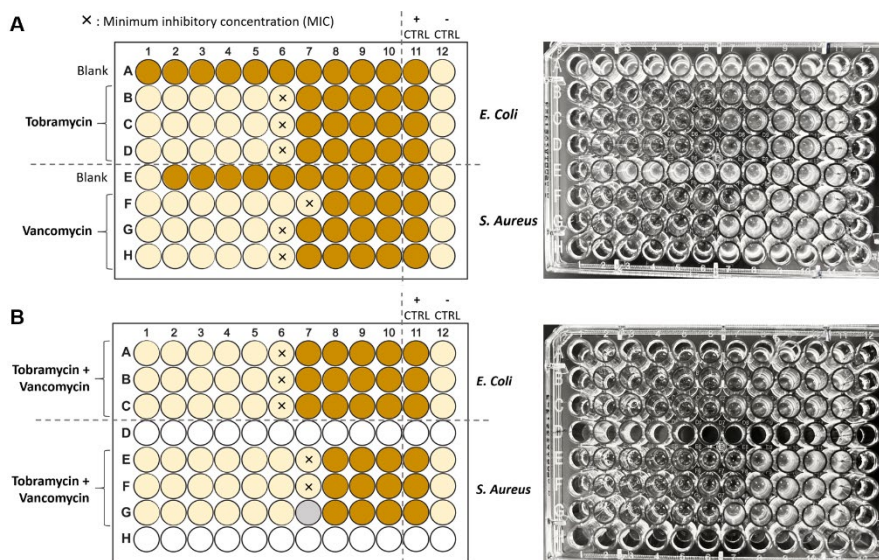 × : Minimum inhibitory concentration (MIC)
+ -
CTRL CTRL
A
1 2 3 4 5 6 7 8 9 10 11 12
Blank A
B ×
Tobramycin C ×
D ×
E. Coli
Blank E
F ×
Vancomycin G ×
H ×
S. Aureus
+ -
CTRL CTRL
B
1 2 3 4 5 6 7 8 9 10 11 12
A ×
Tobramycin +
Vancomycin
B ×
C ×
E. Coli
D
E ×
Tobramycin +
Vancomycin
F ×
G
H
S. Aureus